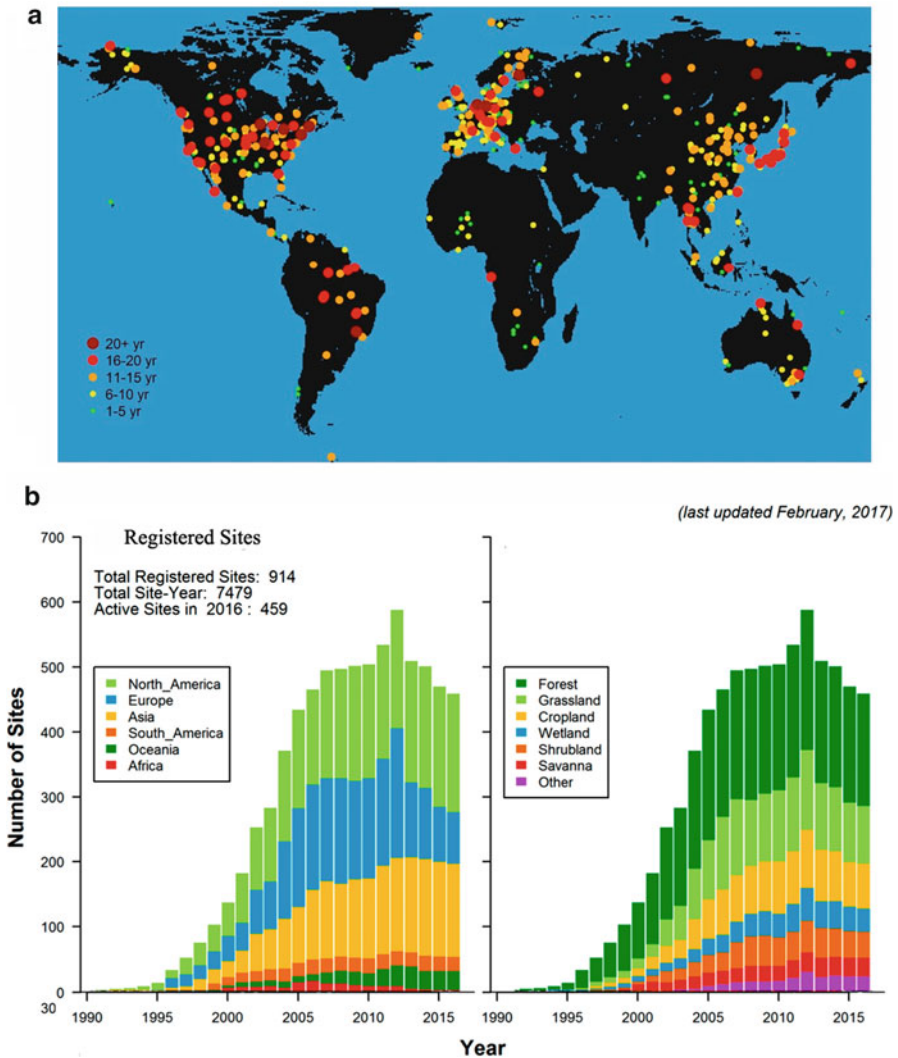 a
20+ yr
16-20 yr
11-15 yr
6-10 yr
1-5 yr
b
(last updated February, 2017)
Registered Sites
Total Registered Sites: 914
Total Site-Year: 7479
Active Sites in 2016 : 459
Number of Sites
700
600
500
400
300
200
100
0
30
North_America
Europe
Asia
South_America
Oceania
Africa
Forest
Grassland
Cropland
Wetland
Shrubland
Savanna
Other
1990 1995 2000 2005 2010 2015
1990 1995 2000 2005 2010 2015
Year